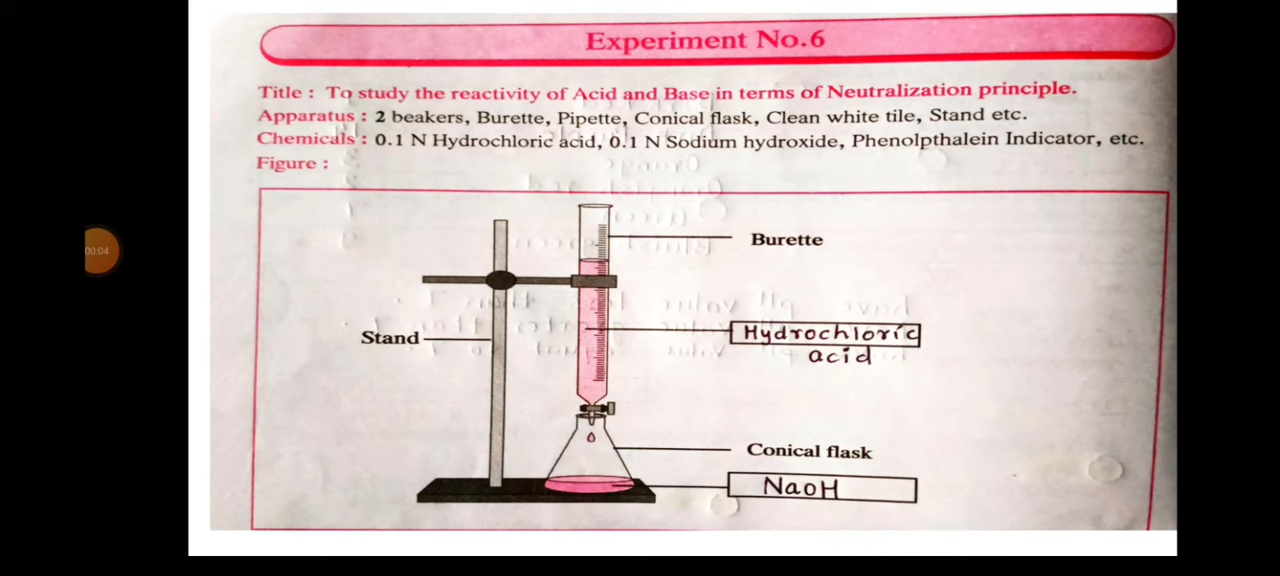 Experiment No.6
Title : To study the reactivity of Acid and Base in terms of Neutralization principle.
Apparatus : 2 beakers, Burette, Pipette, Conical flask, Clean white tile, Stand etc.
Chemicals : 0.1 N Hydrochloric acid, 0.1 N Sodium hydroxide, Phenolpthalein Indicator, etc.
Figure :
00:04
Burette
Stand
Hydrochloric
acid
Conical flask
NaoH